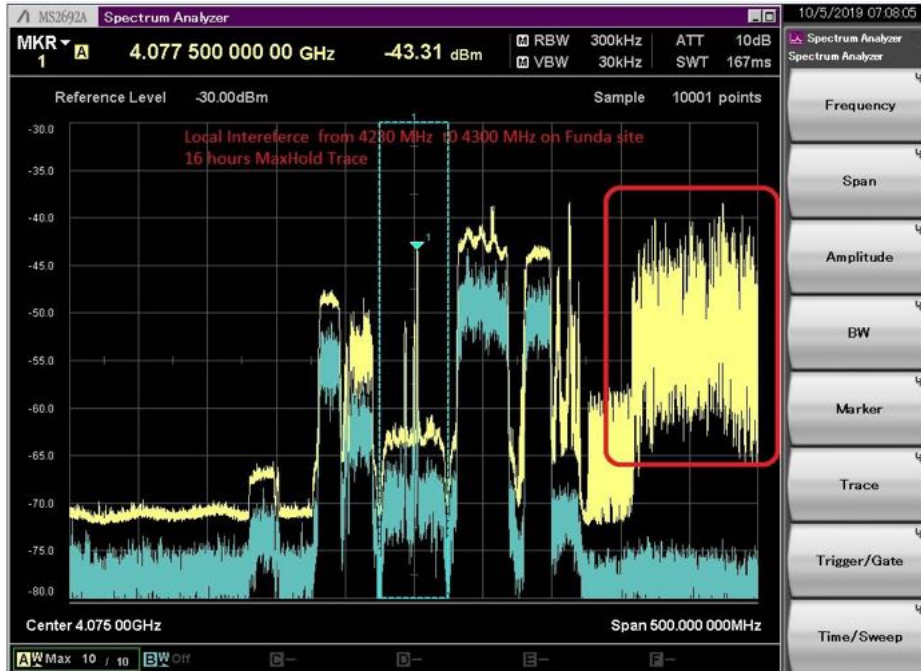 MS2692A Spectrum Analyzer
10/5/2019 07:08:05
MKR 1 A 4.077 500 000 00 GHz -43.31 dBm
M RBW 300kHz ATT 10dB
M VBW 30kHz SWT 167ms
Spectrum Analyzer
Spectrum Analyzer
Reference Level -30.00dBm Sample 10001 points
Frequency
Span
Amplitude
BW
Marker
Trace
Trigger/Gate
Time/Sweep
-30.0
1
Local Intereferce from 4230 MHz to 4300 MHz on Funda site
16 hours MaxHold Trace
-35.0
-40.0
1
-45.0
-50.0
-55.0
-60.0
-65.0
-70.0
-75.0
-80.0
Center 4.075 00GHz Span 500.000 000MHz
A W Max 10 / 10 B W Off C- D- E- F-